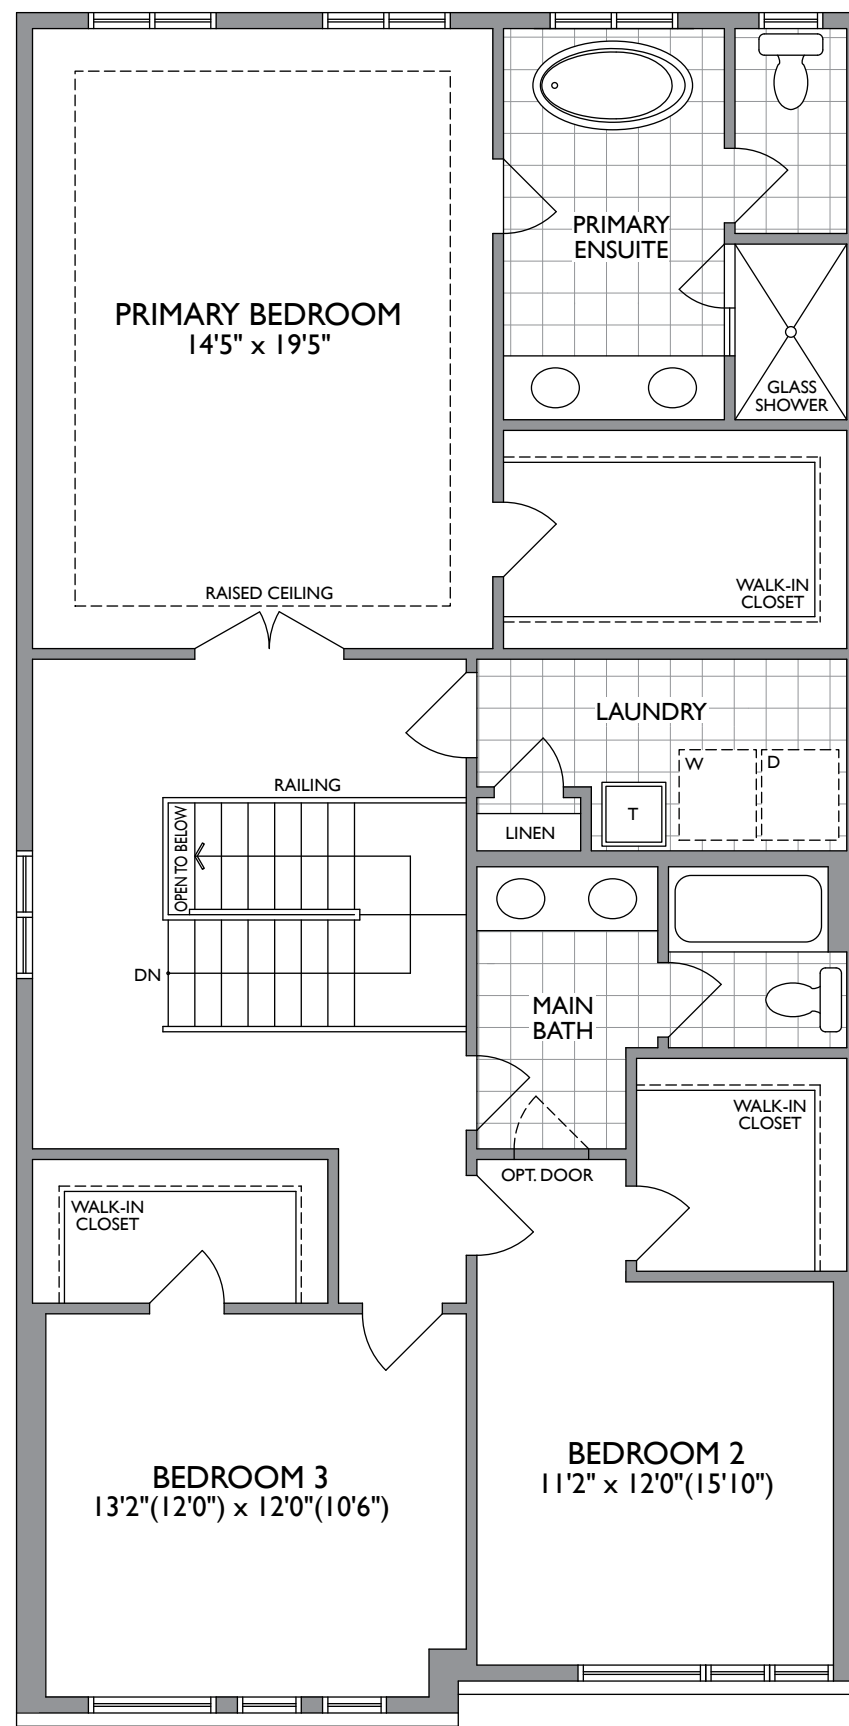 PRIMARY
ENSUITE
PRIMARY BEDROOM
14'5" x 19'5"
GLASS
SHOWER
RAISED CEILING
WALK-IN
CLOSET
LAUNDRY
RAILING
W
D
T
OPEN TO BELOW
LINEN
DN
MAIN
BATH
WALK-IN
CLOSET
OPT. DOOR
WALK-IN
CLOSET
BEDROOM 3
13'2"(12'0") x 12'0"(10'6")
BEDROOM 2
11'2" x 12'0"(15'10")